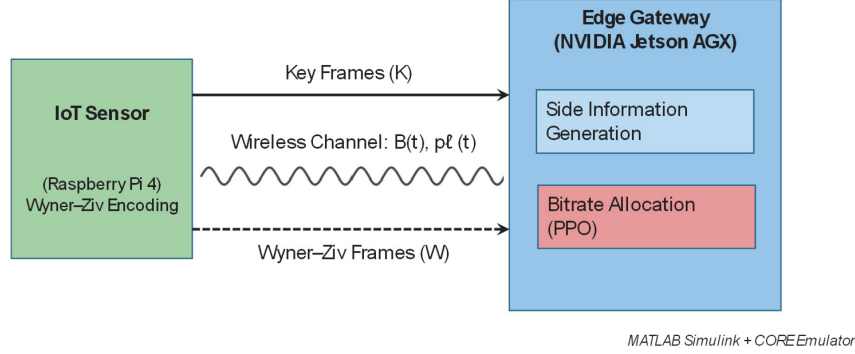 Edge Gateway
(NVIDIA Jetson AGX)
Key Frames (K)
IoT Sensor
Side Information
Generation
Wireless Channel: B(t), pℓ (t)
(Raspberry Pi 4)
Wyner–Ziv Encoding
Bitrate Allocation
(PPO)
Wyner–Ziv Frames (W)
MATLAB Simulink + CORE Emulator